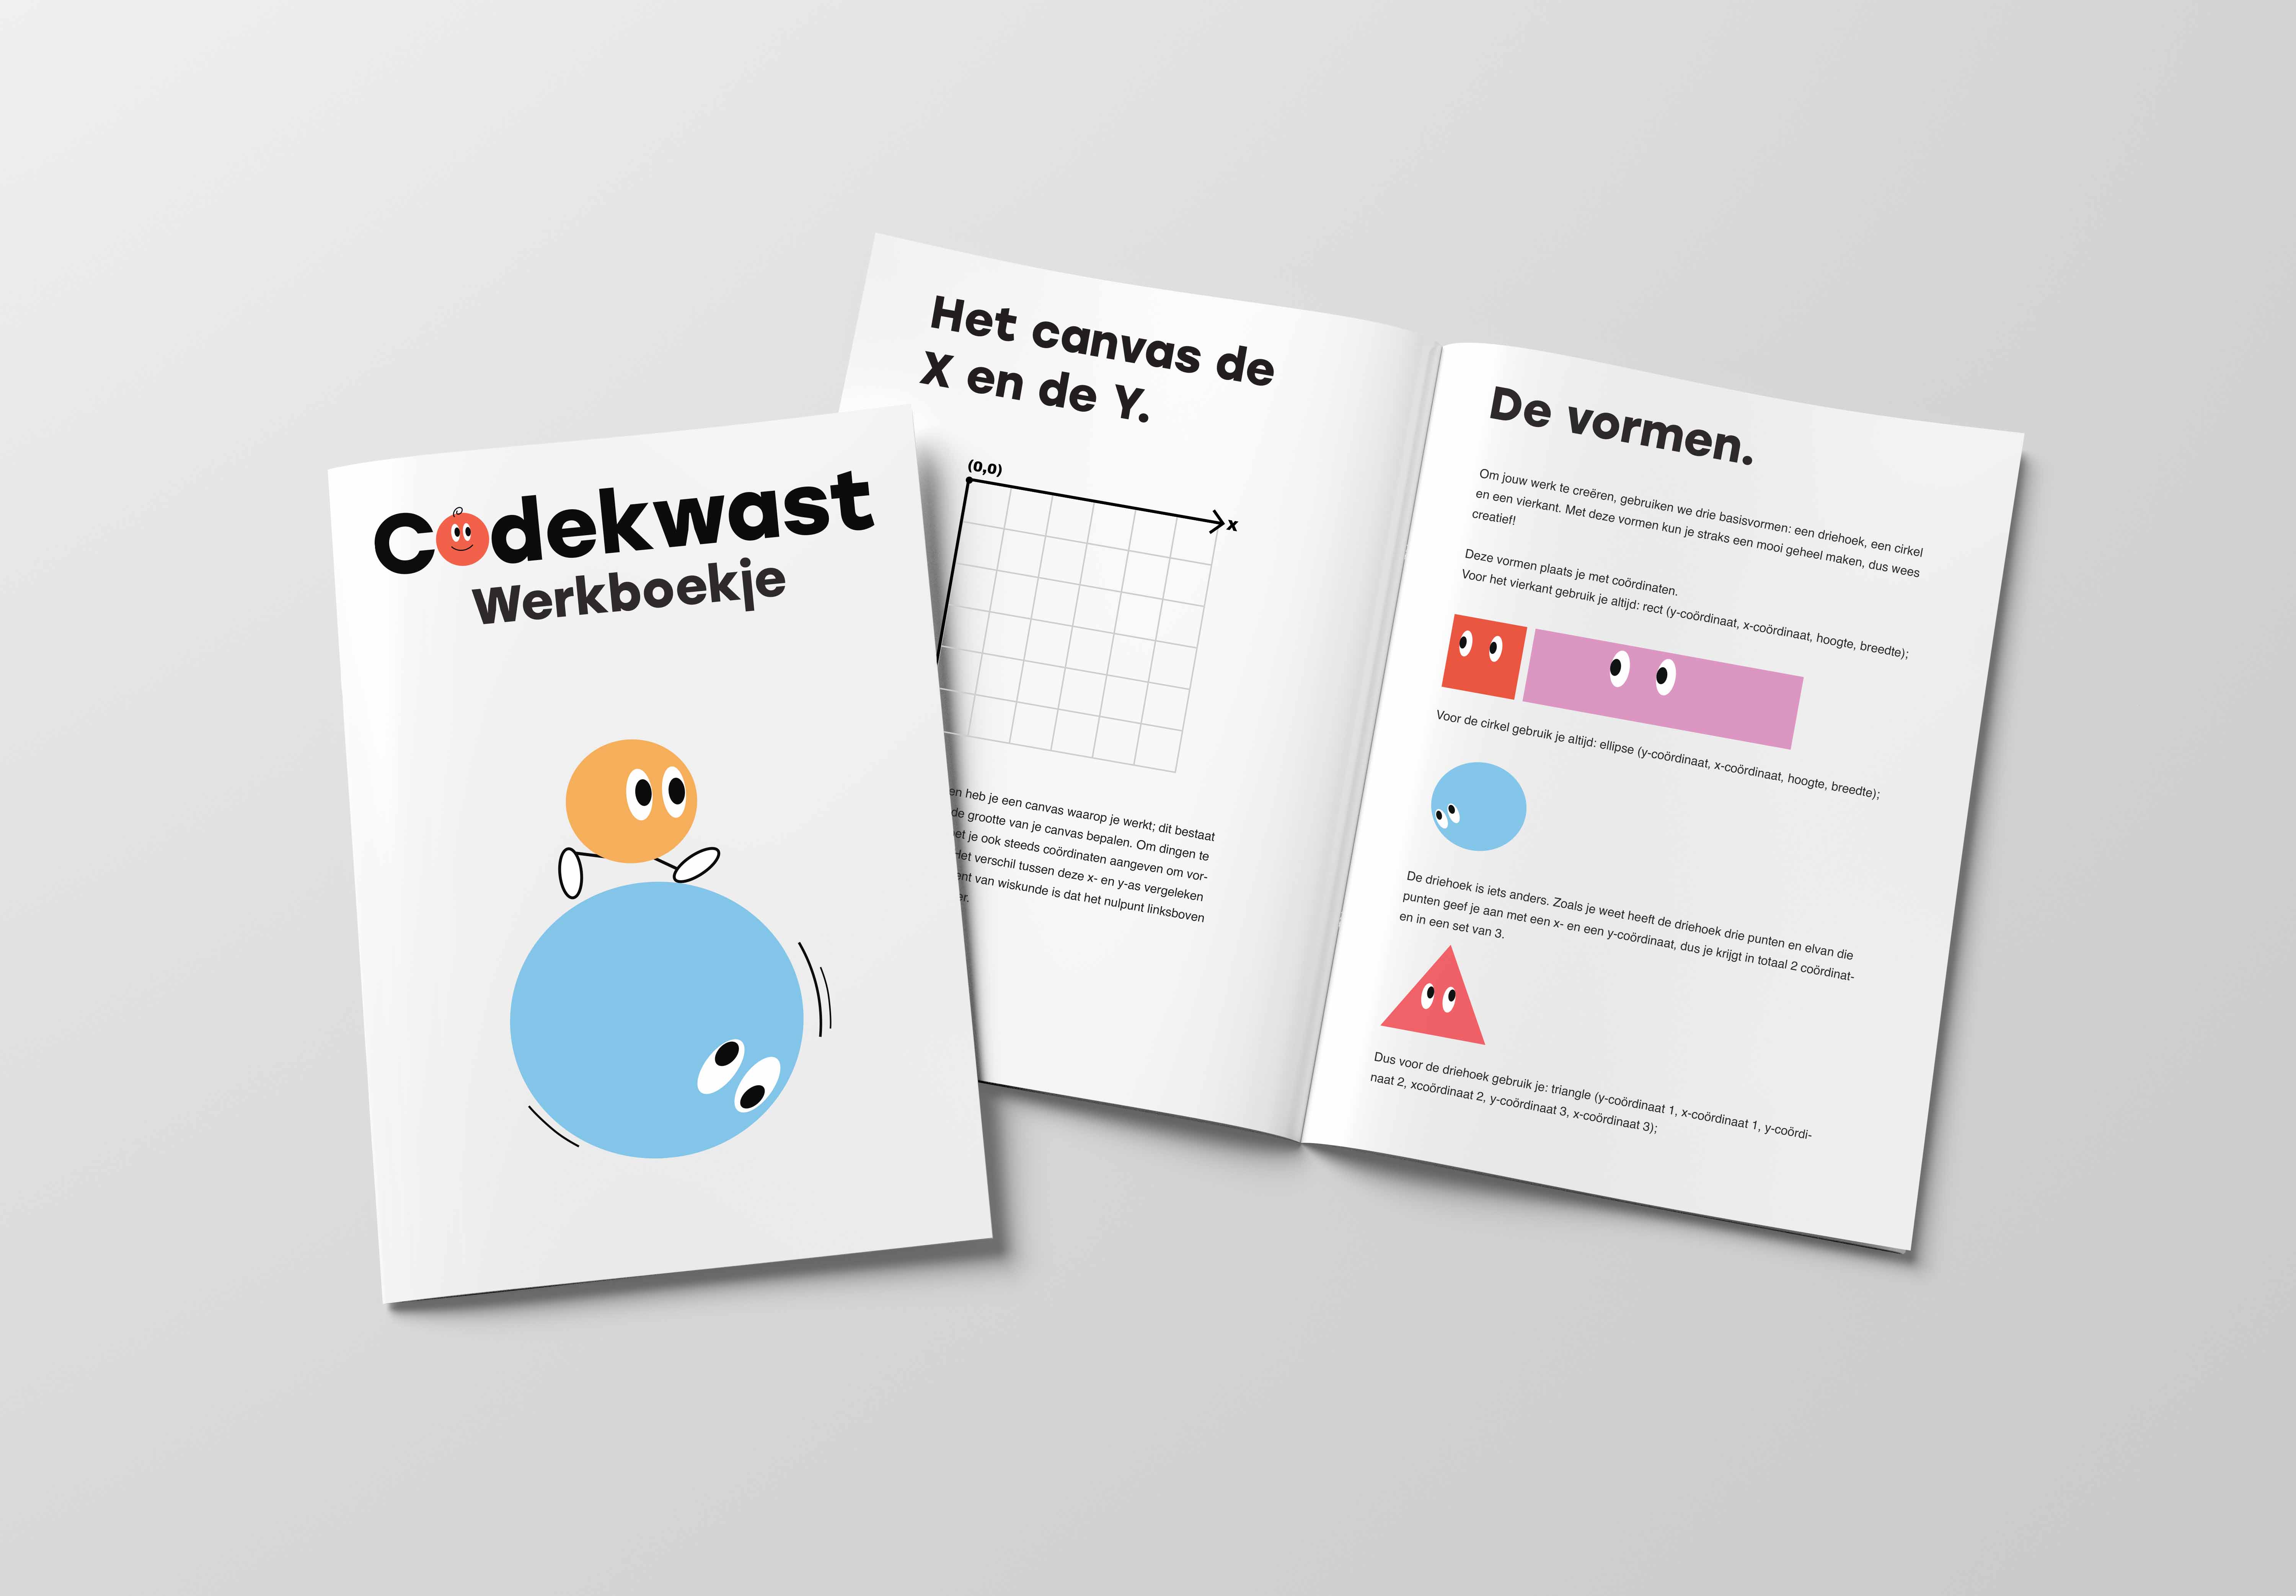 Codekwast
Werkboekje
Het canvas de
X en de Y.
(0,0)
x
en heb je een canvas waarop je werkt; dit bestaat
de grootte van je canvas bepalen. Om dingen te
et je ook steeds coördinaten aangeven om vor-
Het verschil tussen deze x- en y-as vergeleken
ent van wiskunde is dat het nulpunt linksboven
er.
De vormen.
Om jouw werk te creëren, gebruiken we drie basisvormen: een driehoek, een cirkel
en een vierkant. Met deze vormen kun je straks een mooi geheel maken, dus wees
creatief!
Deze vormen plaats je met coördinaten.
Voor het vierkant gebruik je altijd: rect (y-coördinaat, x-coördinaat, hoogte, breedte);
Voor de cirkel gebruik je altijd: ellipse (y-coördinaat, x-coördinaat, hoogte, breedte);
De driehoek is iets anders. Zoals je weet heeft de driehoek drie punten en elvan die
punten geef je aan met een x- en een y-coördinaat, dus je krijgt in totaal 2 coördinat-
en in een set van 3.
Dus voor de driehoek gebruik je: triangle (y-coördinaat 1, x-coördinaat 1, y-coördi-
naat 2, xcoördinaat 2, y-coördinaat 3, x-coördinaat 3);